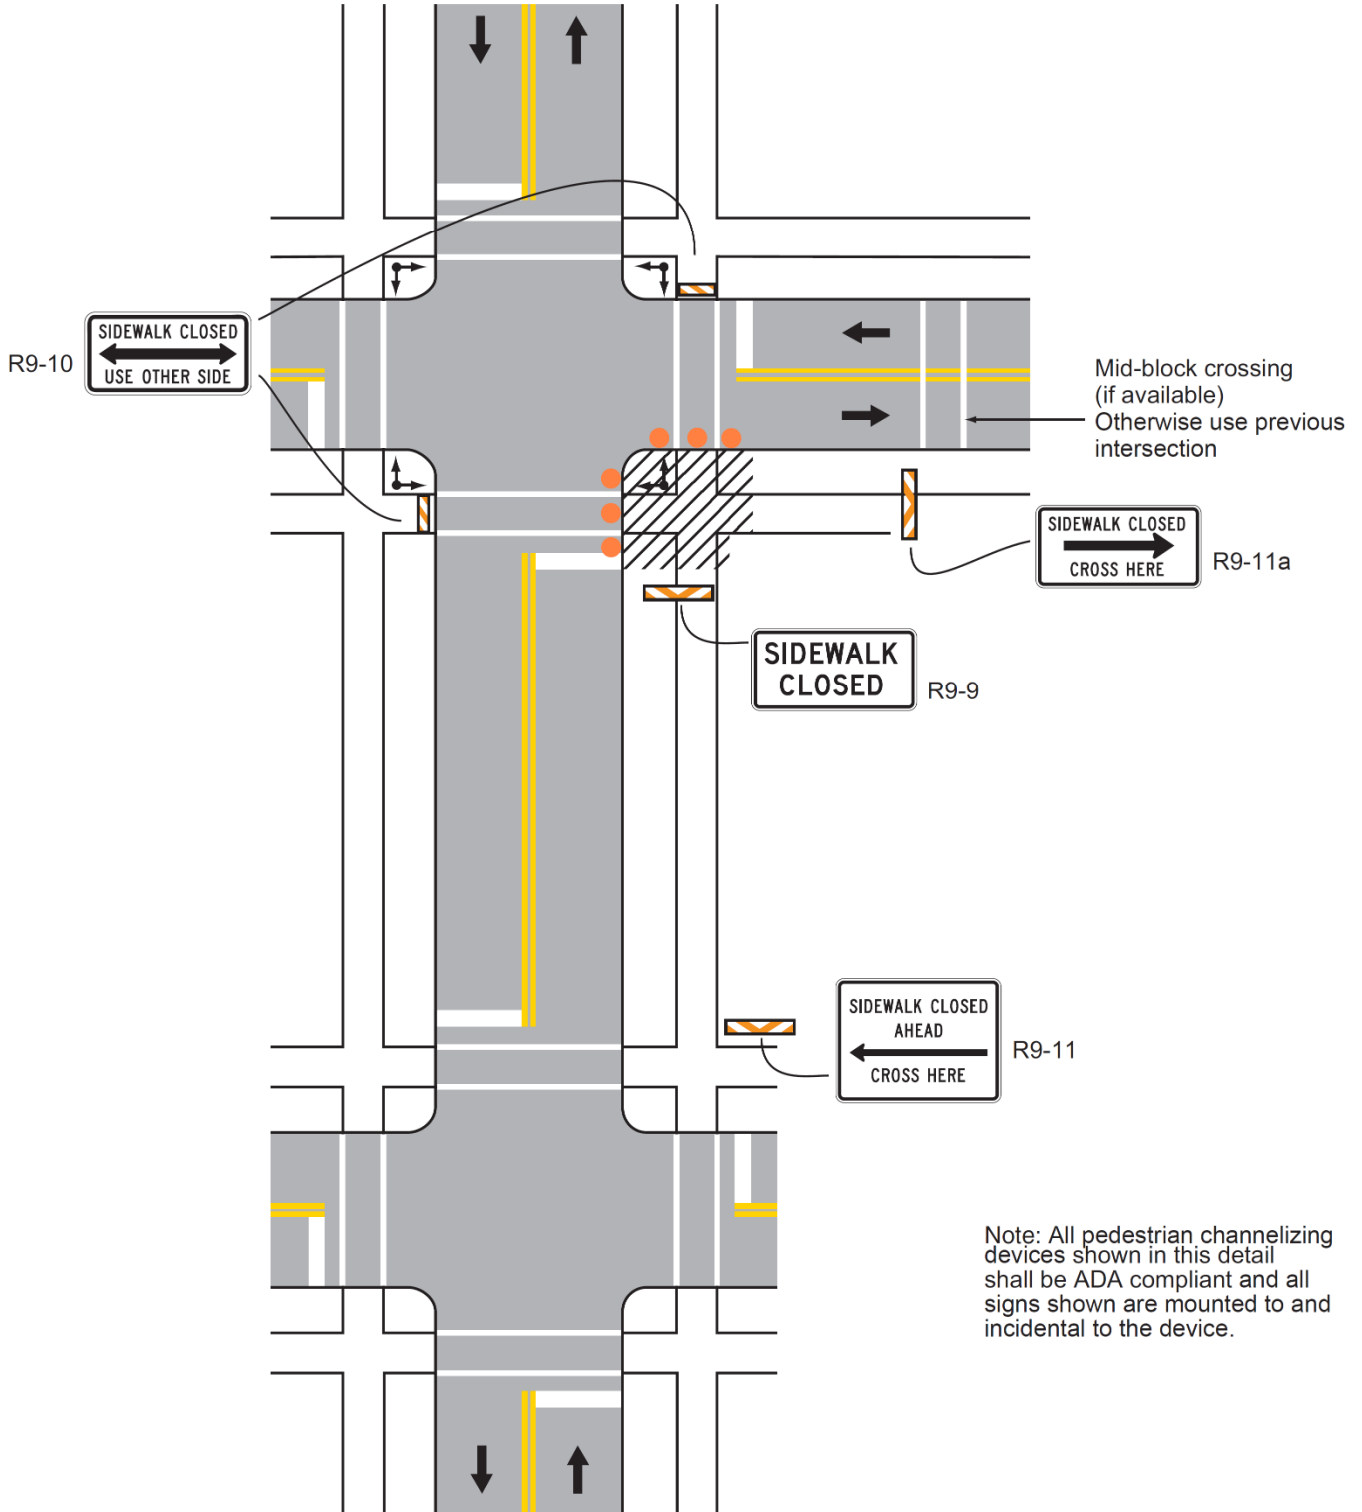 R9-10
SIDEWALK CLOSED
USE OTHER SIDE
Mid-block crossing
(if available)
Otherwise use previous
intersection
SIDEWALK CLOSED
CROSS HERE
R9-11a
SIDEWALK
CLOSED
R9-9
SIDEWALK CLOSED
AHEAD
CROSS HERE
R9-11
Note: All pedestrian channelizing
devices shown in this detail
shall be ADA compliant and all
signs shown are mounted to and
incidental to the device.